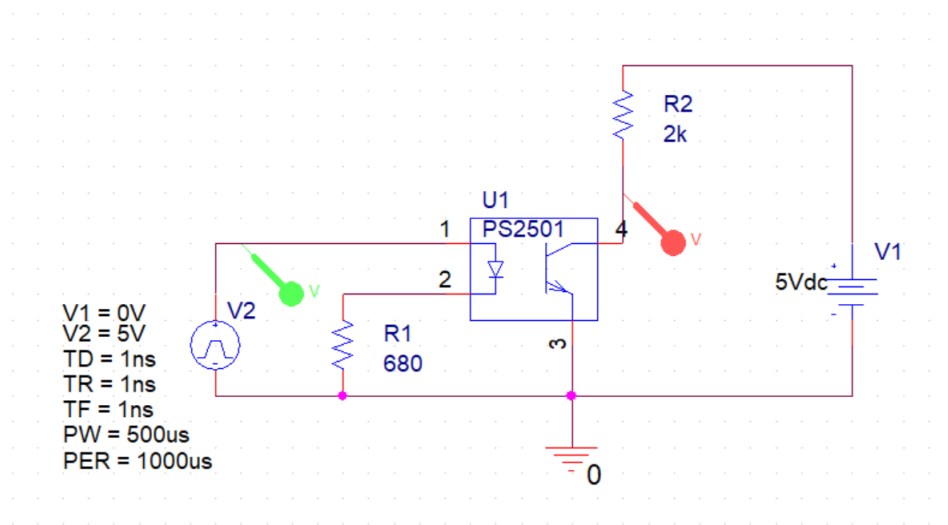 R2
2k
U1
PS2501
1
4
V
2
V
V1
5Vdc
+
-
V2
+
-
R1
680
3
V1 = 0V
V2 = 5V
TD = 1ns
TR = 1ns
TF = 1ns
PW = 500us
PER = 1000us
0